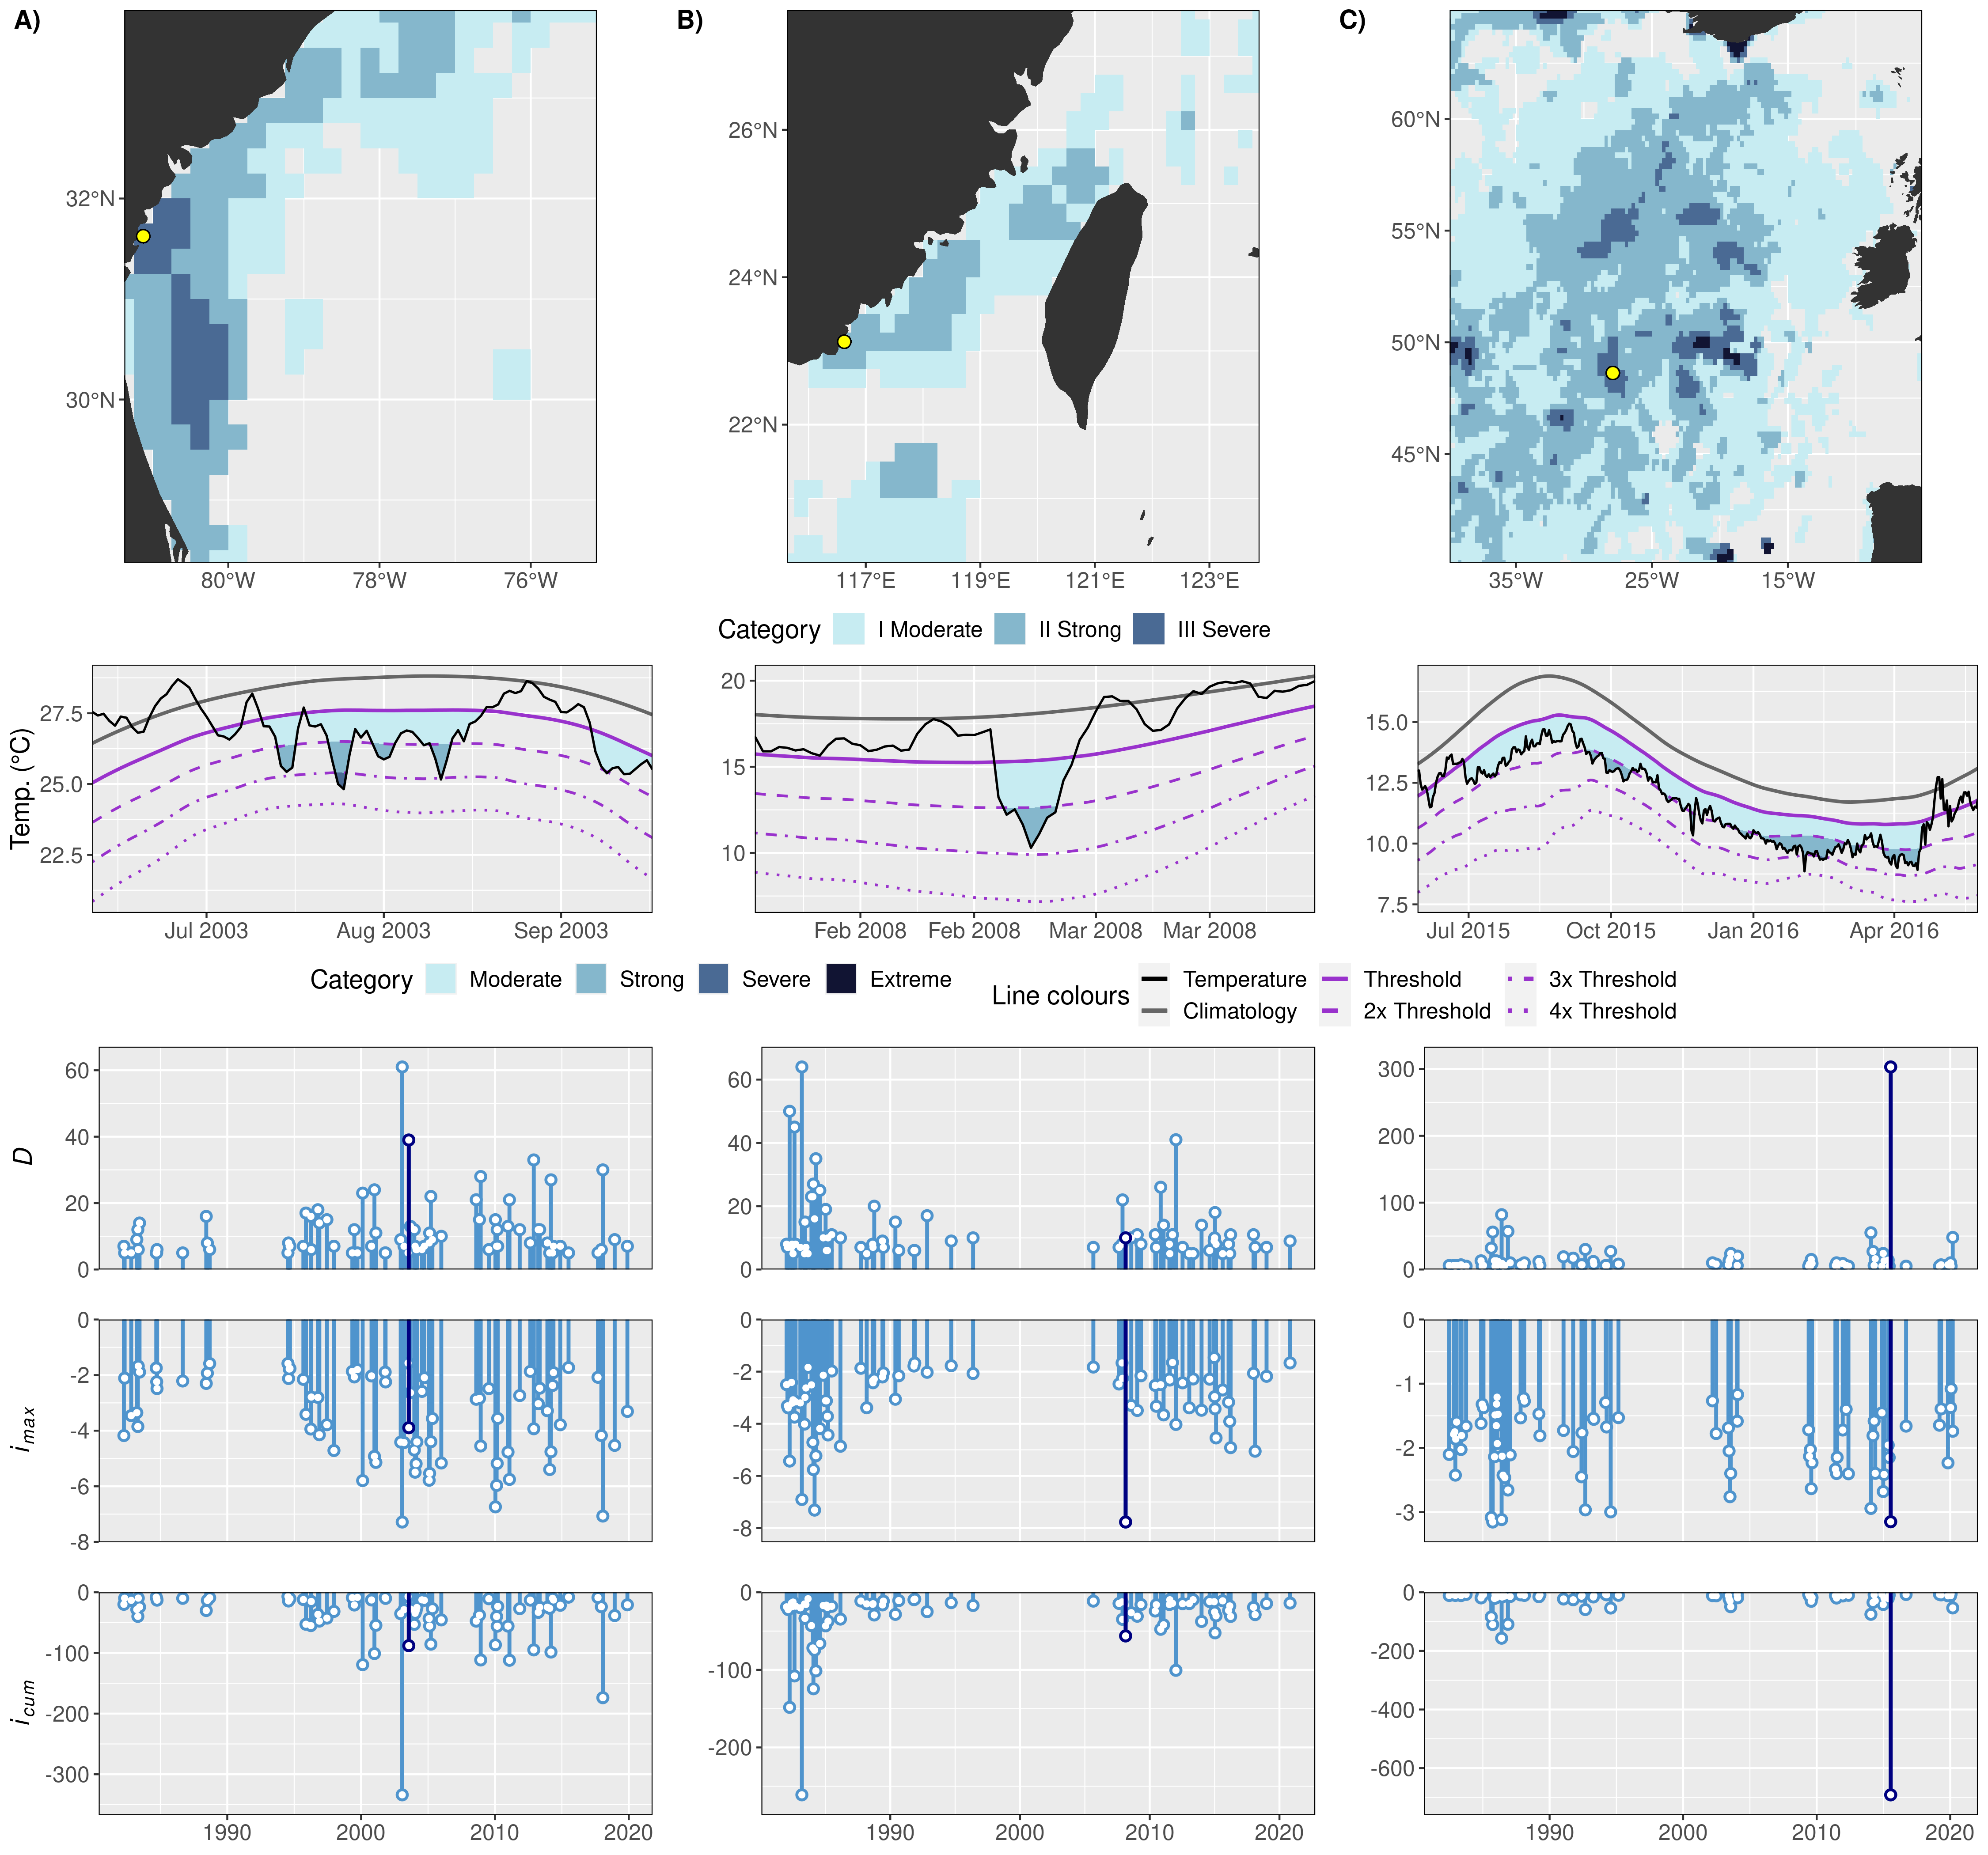 A)
B)
C)
32°N
30°N
80°W
78°W
76°W
26°N
24°N
22°N
117°E
119°E
121°E
123°E
60°N
55°N
50°N
45°N
35°W
25°W
15°W
Category
I Moderate
II Strong
III Severe
Temp. (°C)
27.5
25.0
22.5
Jul 2003
Aug 2003
Sep 2003
20
15
10
Feb 2008
Feb 2008
Mar 2008
Mar 2008
15.0
12.5
10.0
7.5
Jul 2015
Oct 2015
Jan 2016
Apr 2016
Category
Moderate
Strong
Severe
Extreme
Line colours
Temperature
Climatology
Threshold
2x Threshold
3x Threshold
4x Threshold
D
60
40
20
0
60
40
20
0
300
200
100
0
imax
0
-2
-4
-6
-8
0
-2
-4
-6
-8
0
-1
-2
-3
icum
0
-100
-200
-300
0
-100
-200
0
-200
-400
-600
1990
2000
2010
2020
1990
2000
2010
2020
1990
2000
2010
2020